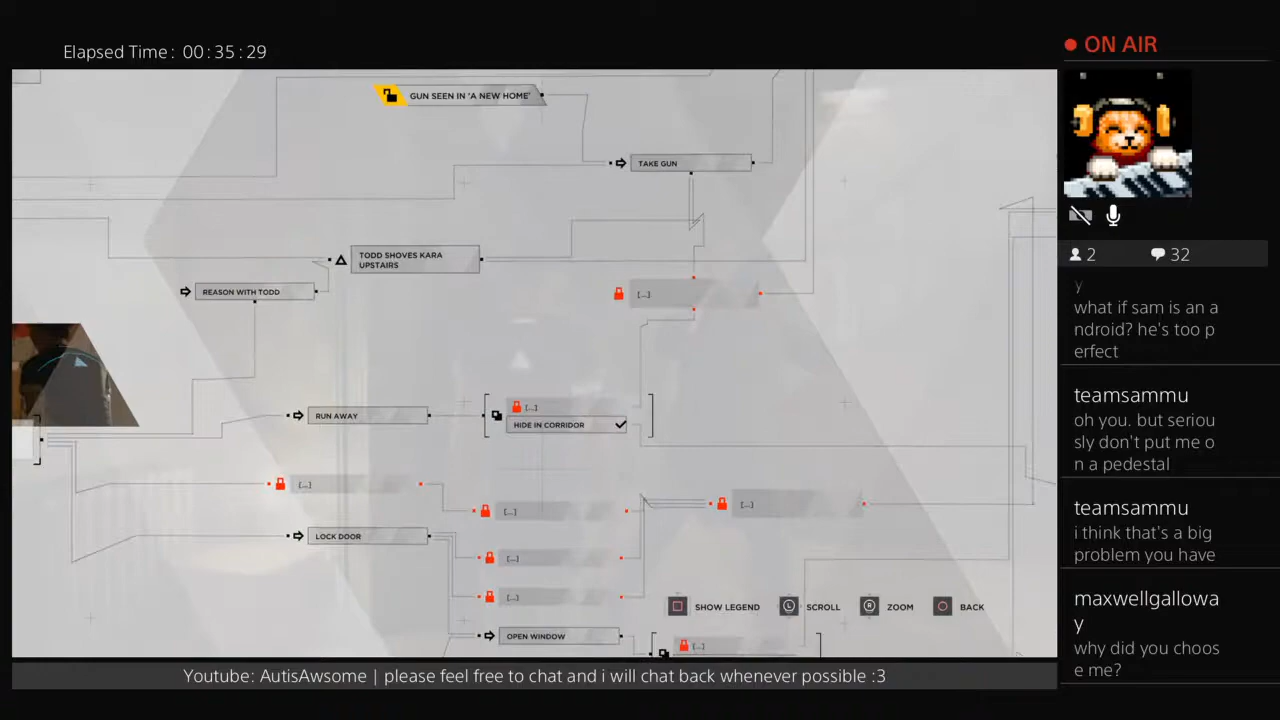 Elapsed Time: 00:35:29
ON AIR
GUN SEEN IN 'A NEW HOME'
TAKE GUN
TODD SHOVES KARA
UPSTAIRS
REASON WITH TODD
[...]
RUN AWAY
[...]
HIDE IN CORRIDOR
[...]
[...]
[...]
LOCK DOOR
[...]
[...]
OPEN WINDOW
[...]
SHOW LEGEND
L
SCROLL
R
ZOOM
BACK
2
32
y
what if sam is an a
ndroid? he's too p
erfect
teamsammu
oh you. but seriou
sly don't put me o
n a pedestal
teamsammu
i think that's a big
problem you have
maxwellgallowa
y
why did you choos
e me?
Youtube: AutisAwsome | please feel free to chat and i will chat back whenever possible :3